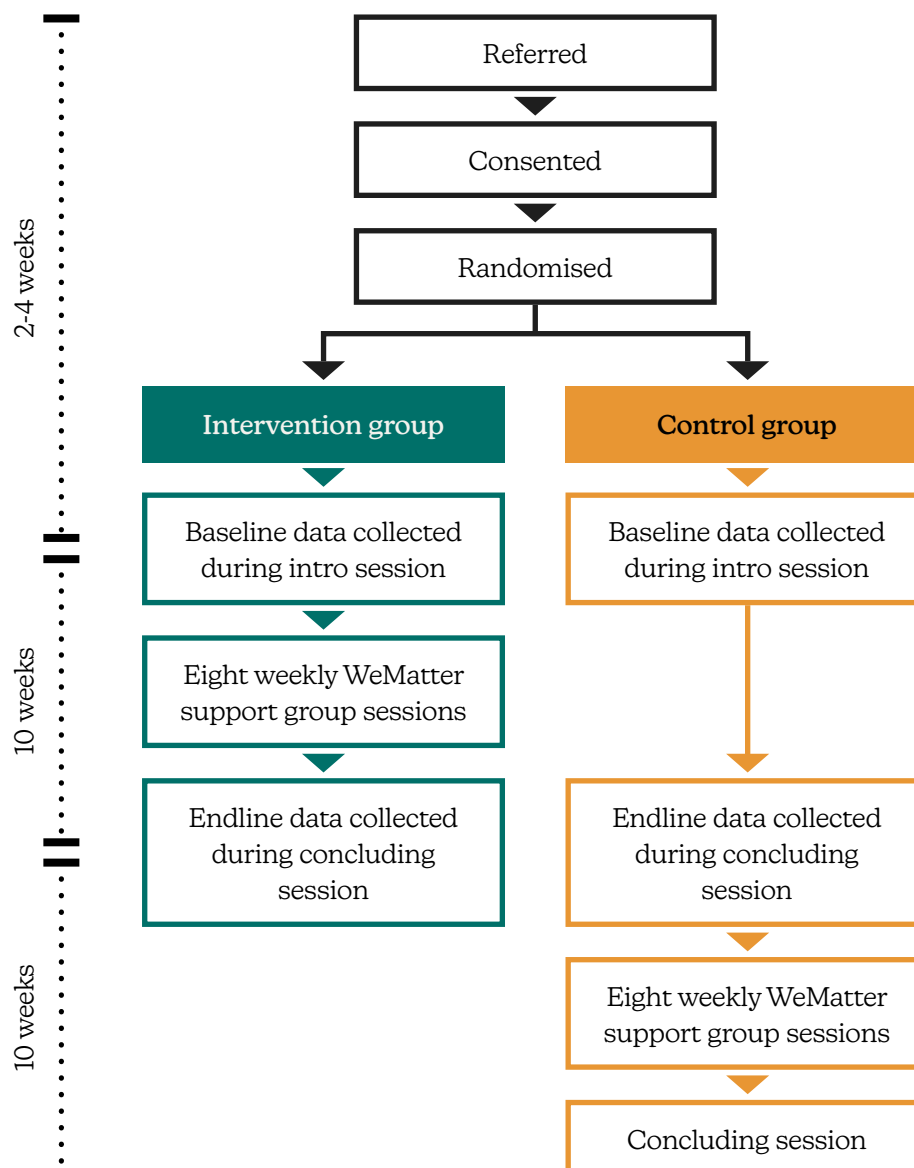 Referred
Consented
Randomised
2-4 weeks
Intervention group
Control group
Baseline data collected
during intro session
Baseline data collected
during intro session
10 weeks
Eight weekly WeMatter
support group sessions
Endline data collected
during concluding
session
Endline data collected
during concluding
session
10 weeks
Eight weekly WeMatter
support group sessions
Concluding session